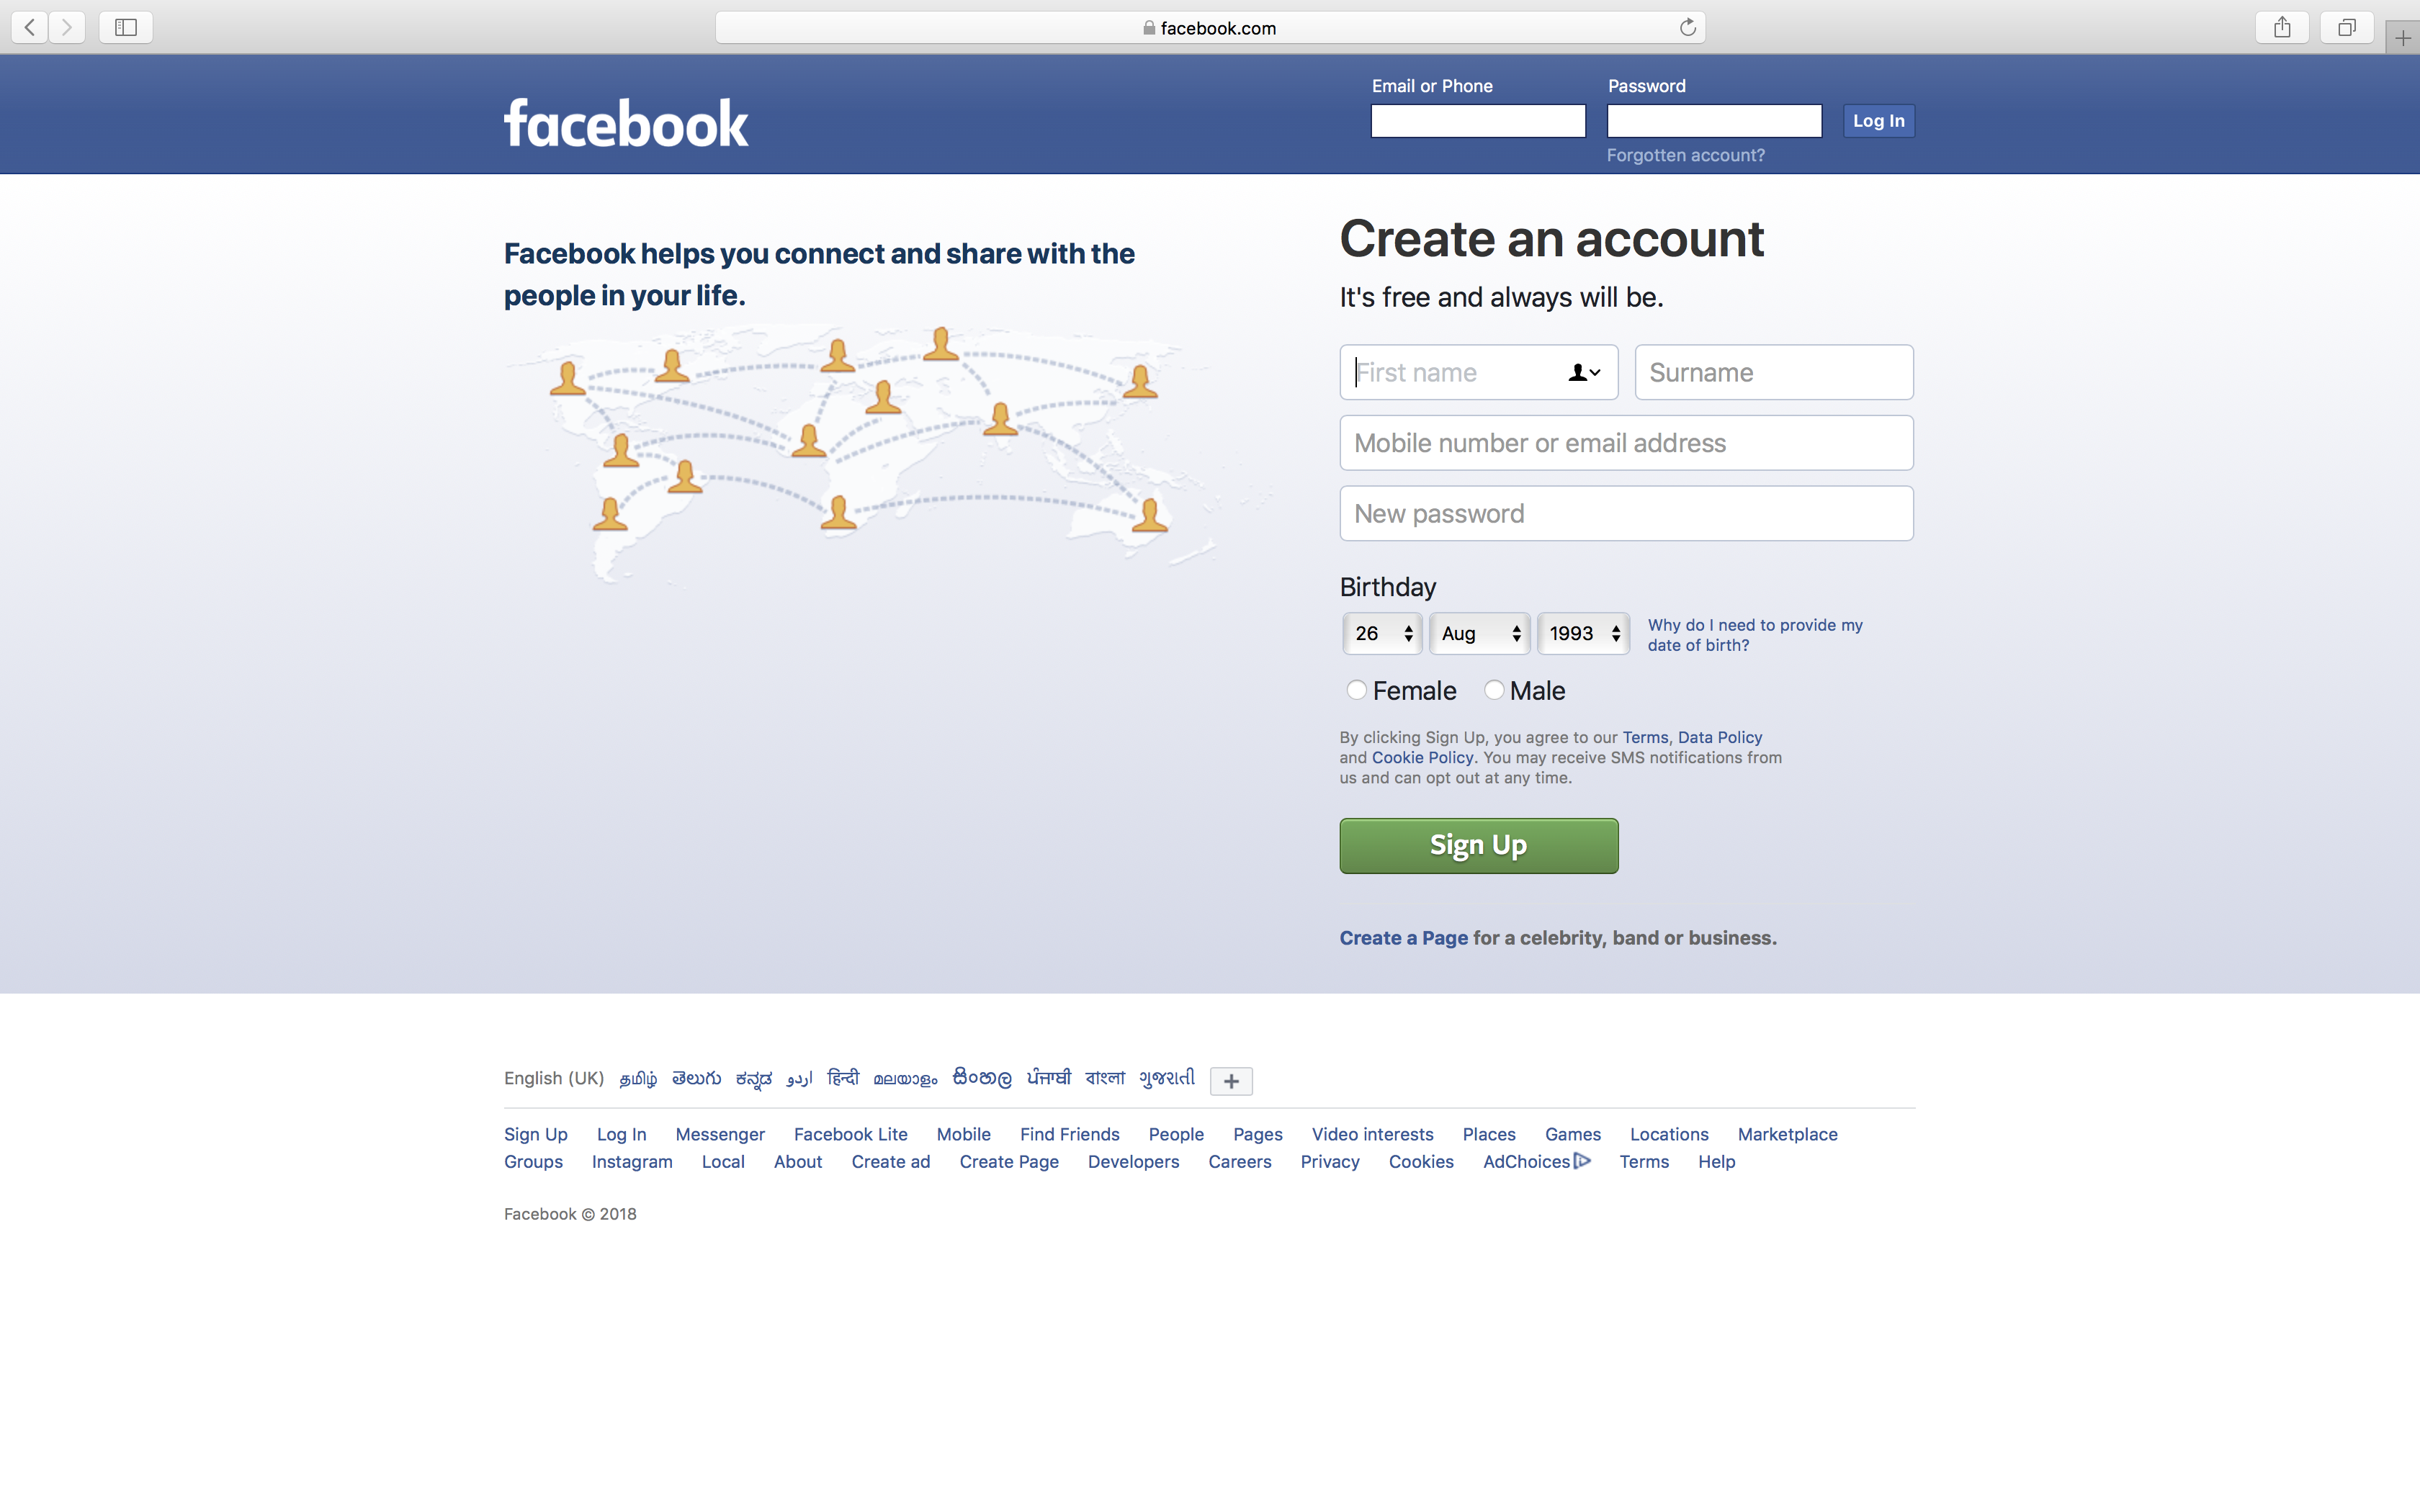 facebook.com
facebook
Email or Phone
Password
Log In
Forgotten account?
Facebook helps you connect and share with the
people in your life.
Create an account
It's free and always will be.
First name
Surname
Mobile number or email address
New password
Birthday
26 Aug 1993
Why do I need to provide my
date of birth?
Female Male
By clicking Sign Up, you agree to our Terms, Data Policy
and Cookie Policy. You may receive SMS notifications from
us and can opt out at any time.
Sign Up
Create a Page for a celebrity, band or business.
English (UK) தமிழ் తెలుగు ಕನ್ನಡ اردو हिन्दी മലയാളം සිංහල ਪੰਜਾਬੀ বাংলা ગુજરાતી
Sign Up Log In Messenger Facebook Lite Mobile Find Friends People Pages Video interests Places Games Locations Marketplace
Groups Instagram Local About Create ad Create Page Developers Careers Privacy Cookies AdChoices Terms Help
Facebook © 2018